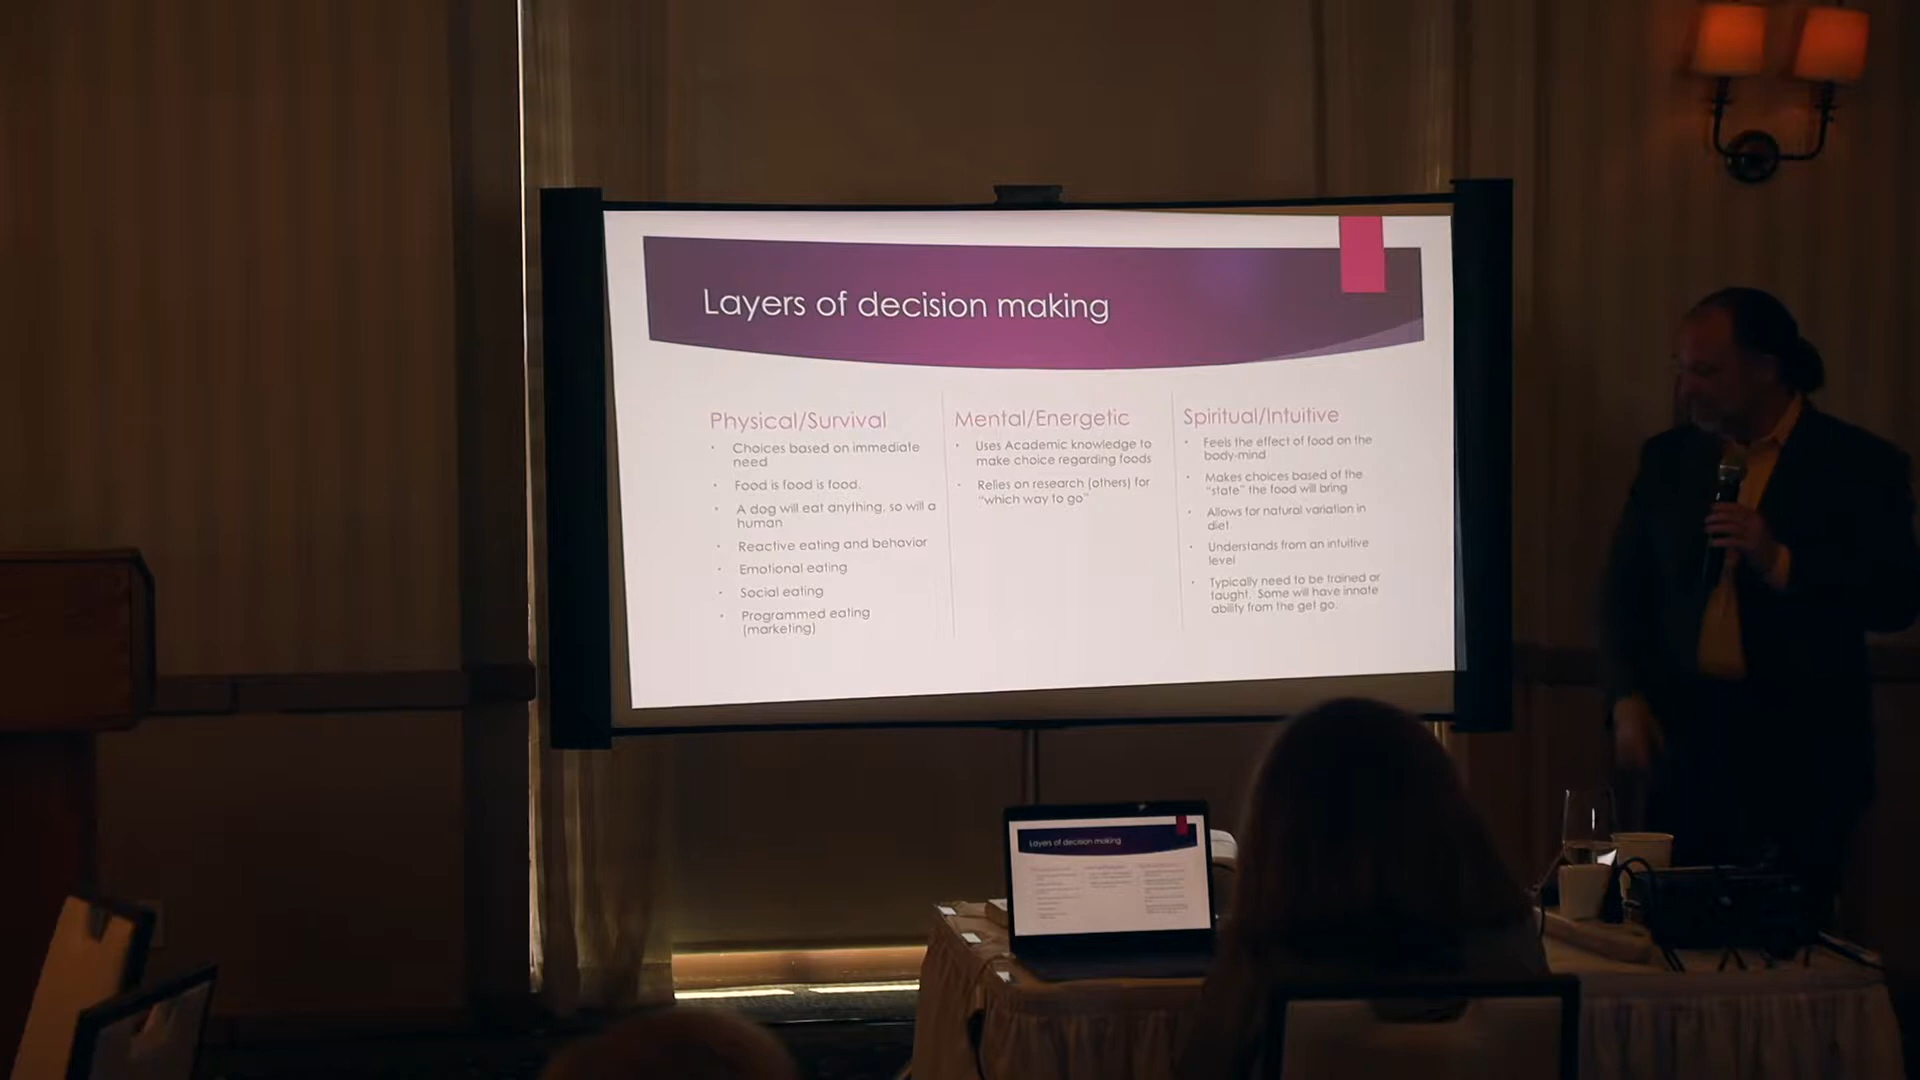 Layers of decision making
Physical/Survival
Choices based on immediate
need
Food is food is food.
A dog will eat anything, so will a
human
Reactive eating and behavior
Emotional eating
Social eating
Programmed eating
(marketing)
Mental/Energetic
Uses Academic knowledge to
make choice regarding foods
Relies on research (others) for
"which way to go"
Spiritual/Intuitive
Feels the effect of food on the
body-mind
Makes choices based of the
"state" the food will bring
Allows for natural variation in
diet
Understands from an intuitive
level
Typically need to be trained or
taught. Some will have innate
ability from the get go.
Layers of decision making